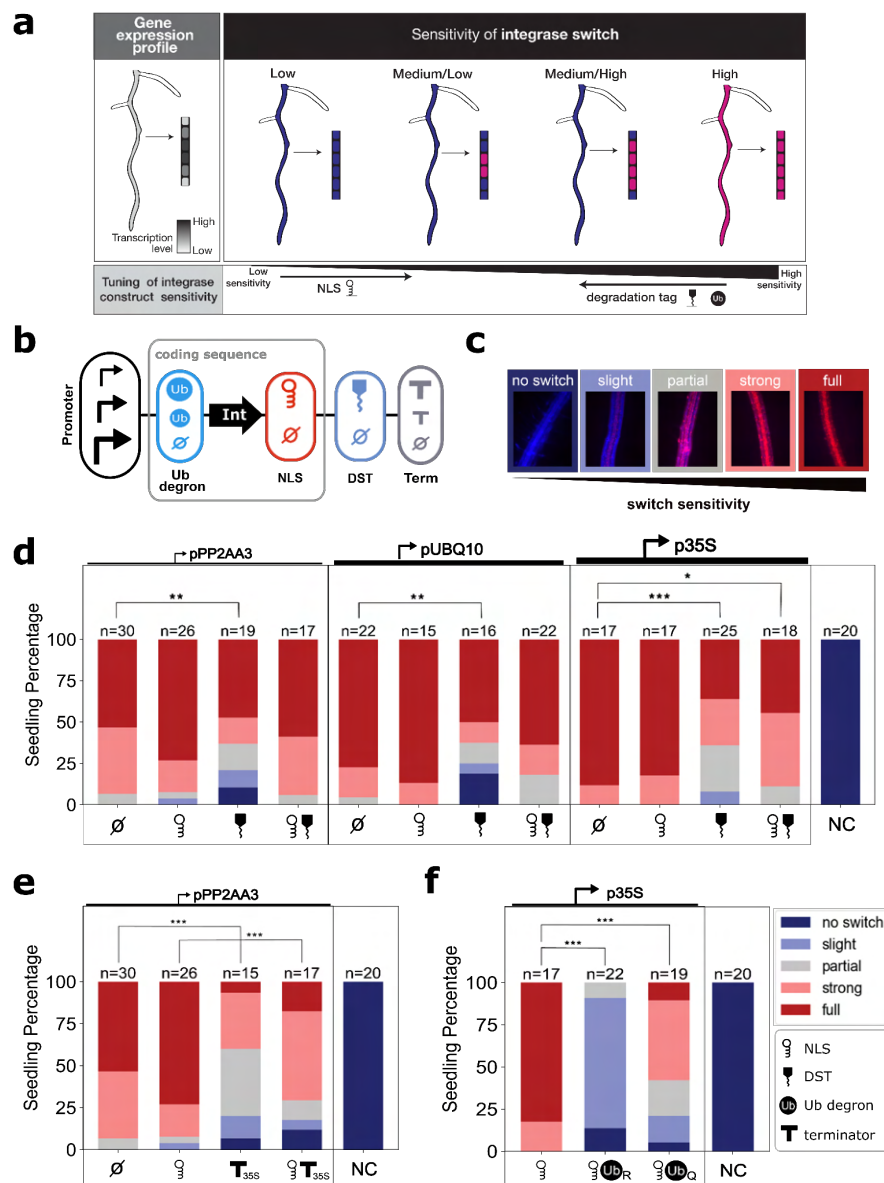 a
Gene
expression
profile
Sensitivity of integrase switch
Low
Medium/Low
Medium/High
High
Transcription
level
High
Low
Tuning of integrase
construct sensitivity
Low
sensitivity
NLS
degradation tag
Ub
High
sensitivity
b
coding sequence
Promoter
Ub
Ub
Ø
Ub
degron
Int
Ø
NLS
Ø
DST
T
T
Ø
Term
c
no switch
slight
partial
strong
full
switch sensitivity
d
pPP2AA3
pUBQ10
p35S
** ** *** *
n=30 n=26 n=19 n=17 n=22 n=15 n=16 n=22 n=17 n=17 n=25 n=18 n=20
Seedling Percentage
100
75
50
25
0
Ø Ø Ø NC
e
pPP2AA3
***
***
n=30 n=26 n=15 n=17 n=20
Seedling Percentage
100
75
50
25
0
Ø T35S T35S NC
f
p35S
***
***
n=17 n=22 n=19 n=20
Seedling Percentage
100
75
50
25
0
UbR UbQ NC
no switch
slight
partial
strong
full
NLS
DST
Ub Ub degron
T terminator